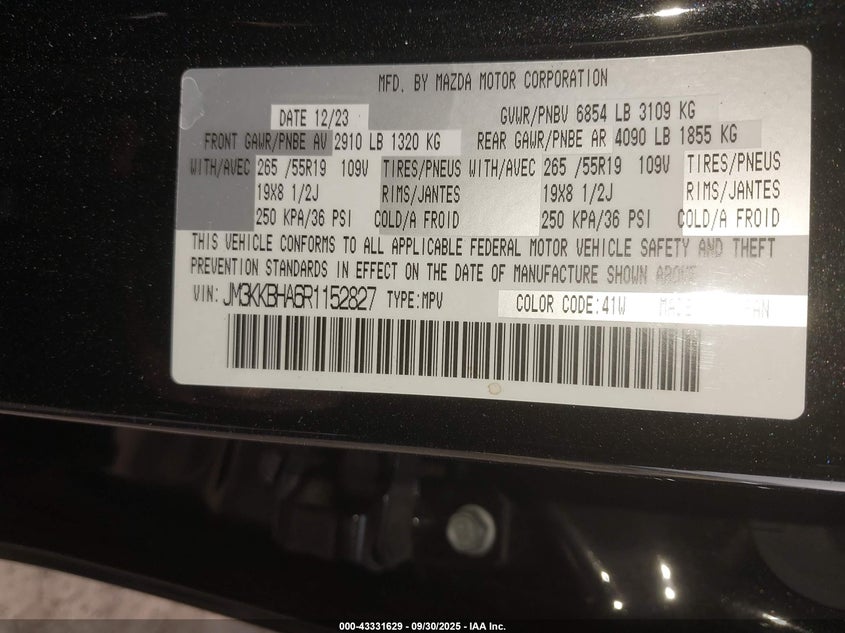 MFD. BY MAZDA MOTOR CORPORATION
DATE 12/23 GVWR/PNBV 6854 LB 3109 KG
FRONT GAWR/PNBE AV 2910 LB 1320 KG REAR GAWR/PNBE AR 4090 LB 1855 KG
WITH/AVEC 265 /55R19 109V TIRES/PNEUS WITH/AVEC 265 /55R19 109V TIRES/PNEUS
19X8 1/2J RIMS/JANTES 19X8 1/2J RIMS/JANTES
250 KPA/36 PSI COLD/A FROID 250 KPA/36 PSI COLD/A FROID
THIS VEHICLE CONFORMS TO ALL APPLICABLE FEDERAL MOTOR VEHICLE SAFETY AND THEFT
PREVENTION STANDARDS IN EFFECT ON THE DATE OF MANUFACTURE SHOWN ABOVE
VIN: JM3KKBHA6R1152827 TYPE:MPV COLOR CODE:41W
000-43331629 - 09/30/2025 - IAA Inc.